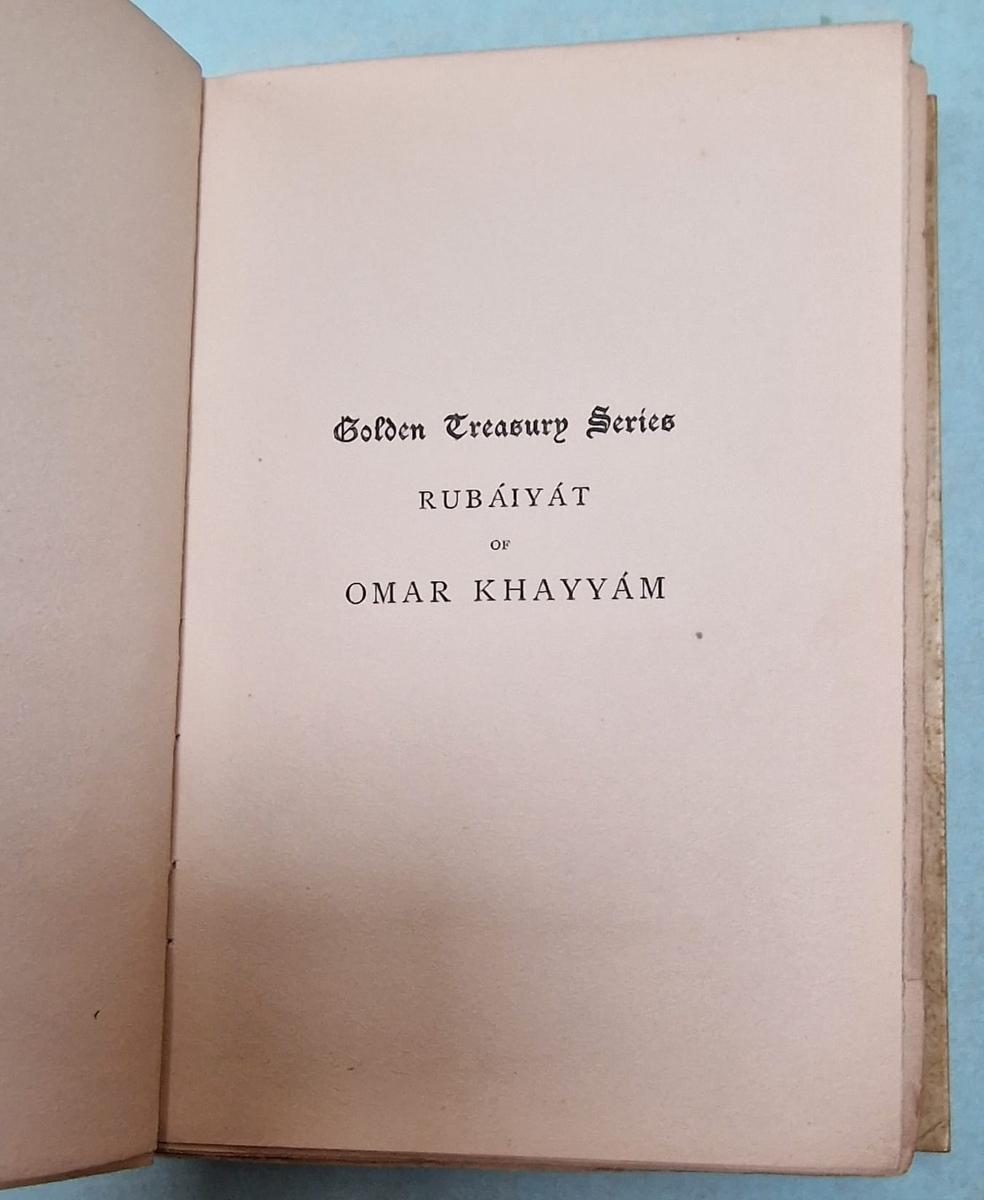 Golden Treasury Series
RUBÁIYÁT
OF
OMAR KHAYYÁM